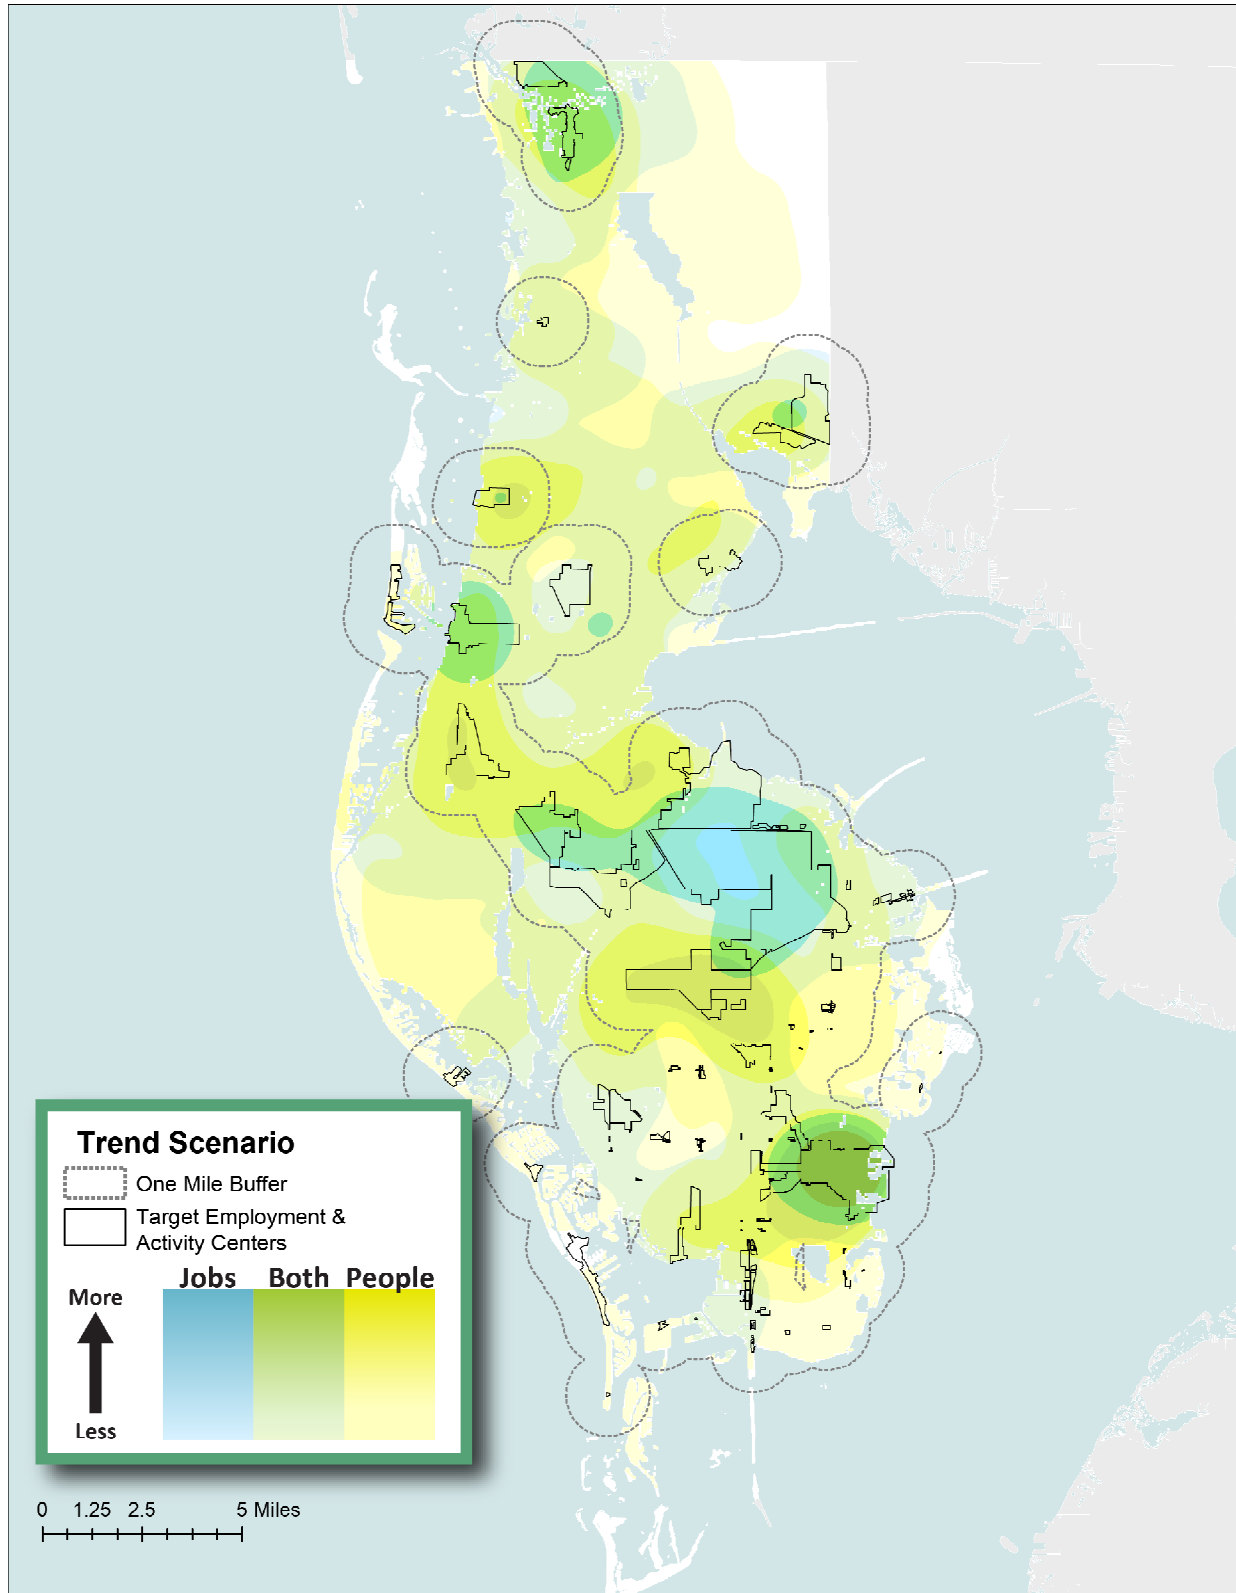 Trend Scenario
One Mile Buffer
Target Employment &
Activity Centers
Jobs Both People
More
Less
0 1.25 2.5 5 Miles